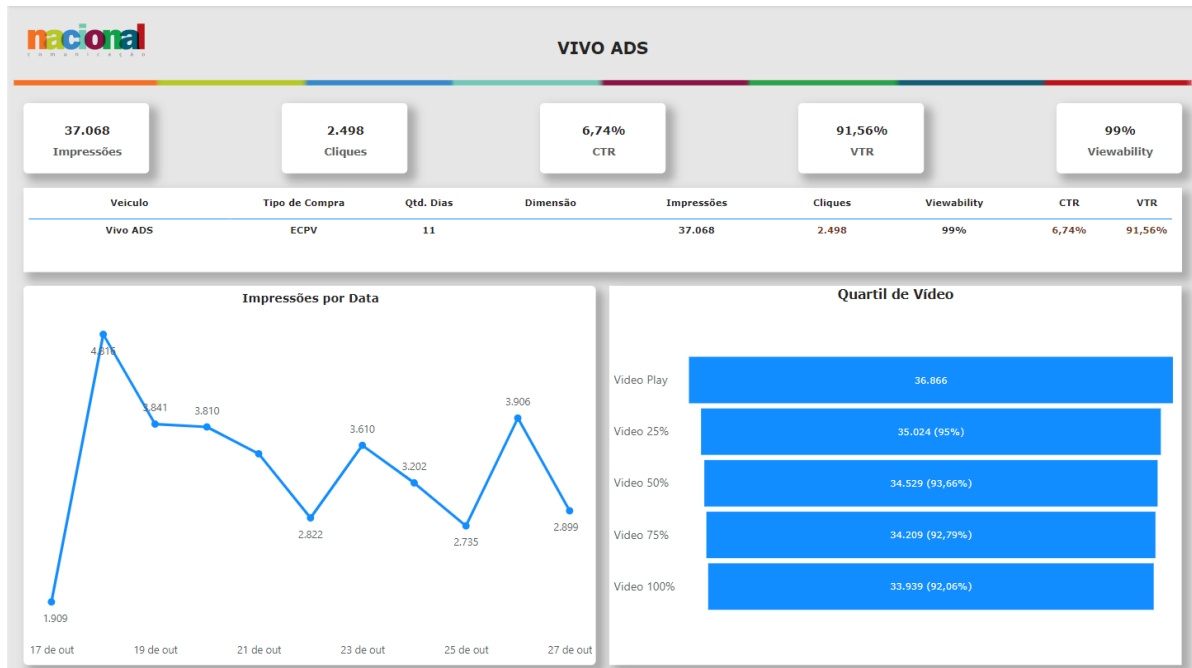 nacional
comunicação
VIVO ADS
37.068
Impressões
2.498
Cliques
6,74%
CTR
91,56%
VTR
99%
Viewability
Veiculo Tipo de Compra Qtd. Dias Dimensão Impressões Cliques Viewability CTR VTR
Vivo ADS ECPV 11 37.068 2.498 99% 6,74% 91,56%
Impressões por Data
4.816
3.841
3.810
3.610
3.202
3.906
2.822
2.735
2.899
1.909
17 de out 19 de out 21 de out 23 de out 25 de out 27 de out
Quartil de Vídeo
Video Play 36.866
Video 25% 35.024 (95%)
Video 50% 34.529 (93,66%)
Video 75% 34.209 (92,79%)
Video 100% 33.939 (92,06%)